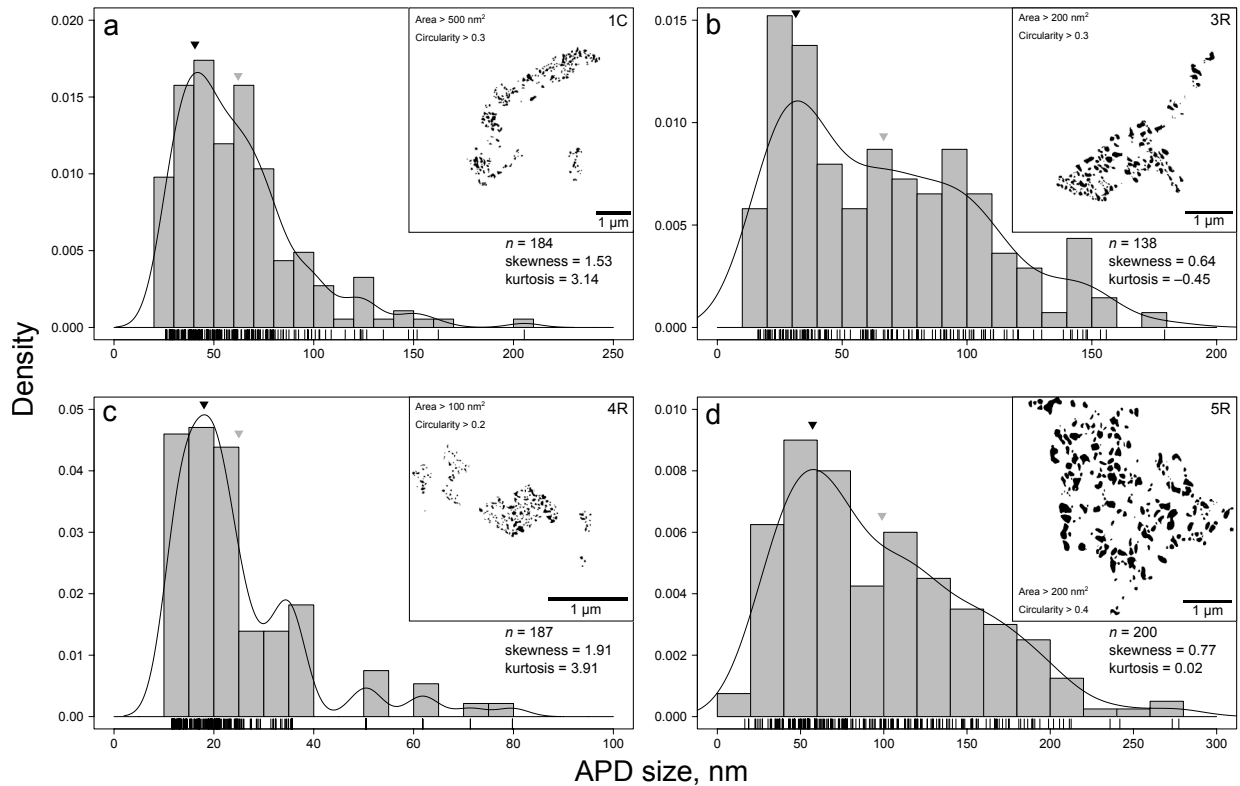 Density
a
Area > 500 nm²
Circularity > 0.3
1C
1 µm
n = 184
skewness = 1.53
kurtosis = 3.14
0.020
0.015
0.010
0.005
0.000
0 50 100 150 200 250
b
Area > 200 nm²
Circularity > 0.3
3R
1 µm
n = 138
skewness = 0.64
kurtosis = –0.45
0.015
0.010
0.005
0.000
0 50 100 150 200
c
Area > 100 nm²
Circularity > 0.2
4R
1 µm
n = 187
skewness = 1.91
kurtosis = 3.91
0.05
0.04
0.03
0.02
0.01
0.00
0 20 40 60 80 100
d
5R
Area > 200 nm²
Circularity > 0.4
1 µm
n = 200
skewness = 0.77
kurtosis = 0.02
0.010
0.008
0.006
0.004
0.002
0.000
0 50 100 150 200 250 300
APD size, nm